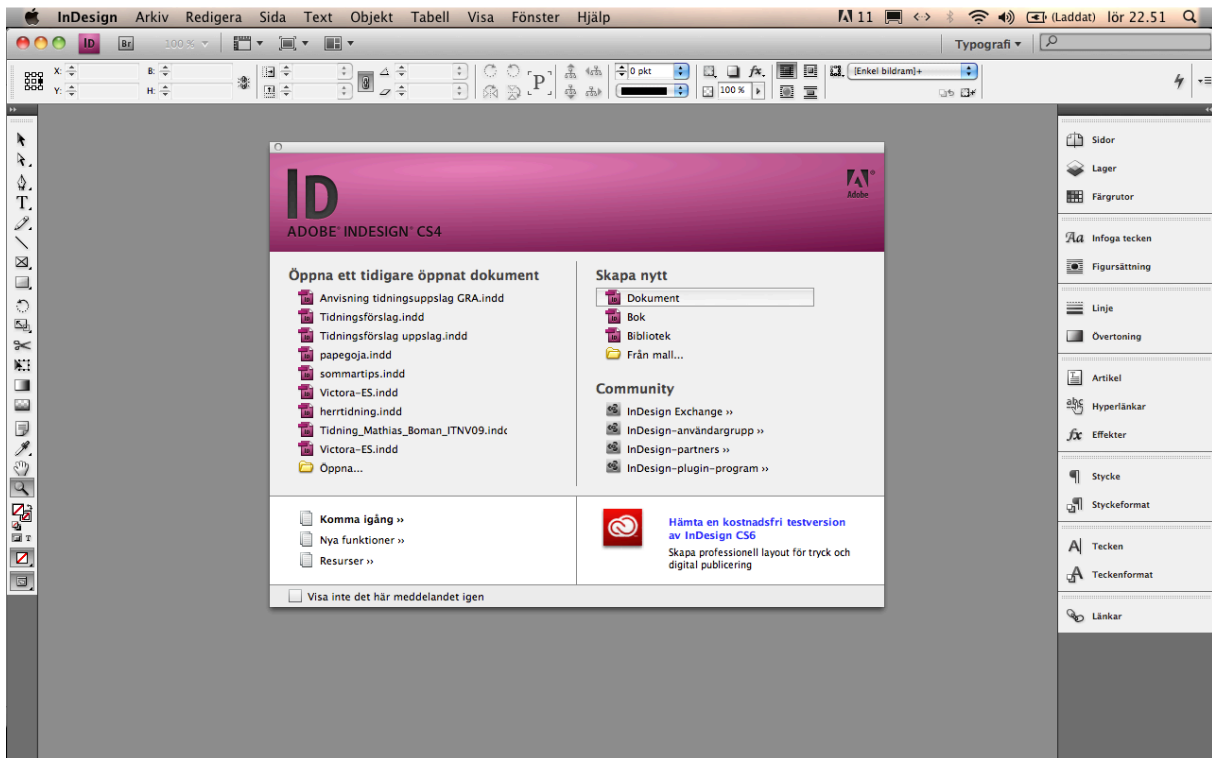 InDesign Arkiv Redigera Sida Text Objekt Tabell Visa Fönster Hjälp 11 (Laddat) lör 22.51
ID Br 100 % Typografi
X: B: 0 pkt fx. [Enkel bildram]+
Y: H: P 100 %
ID
Adobe
ADOBE® INDESIGN® CS4
Öppna ett tidigare öppnat dokument
Anvisning tidningsuppslag GRA.indd
Tidningsförslag.indd
Tidningsförslag uppslag.indd
papegoja.indd
sommartips.indd
Victora-ES.indd
herrtidning.indd
Tidning_Mathias_Boman_ITNV09.indd
Victora-ES.indd
Öppna...
Skapa nytt
Dokument
Bok
Bibliotek
Från mall...
Community
InDesign Exchange ››
InDesign-användargrupp ››
InDesign-partners ››
InDesign-plugin-program ››
Komma igång ››
Nya funktioner ››
Resurser ››
Hämta en kostnadsfri testversion
av InDesign CS6
Skapa professionell layout för tryck och
digital publicering
Visa inte det här meddelandet igen
Sidor
Lager
Färgrutor
Infoga tecken
Figursättning
Linje
Övertoning
Artikel
Hyperlänkar
Effekter
Stycke
Styckeformat
Tecken
Teckenformat
Länkar